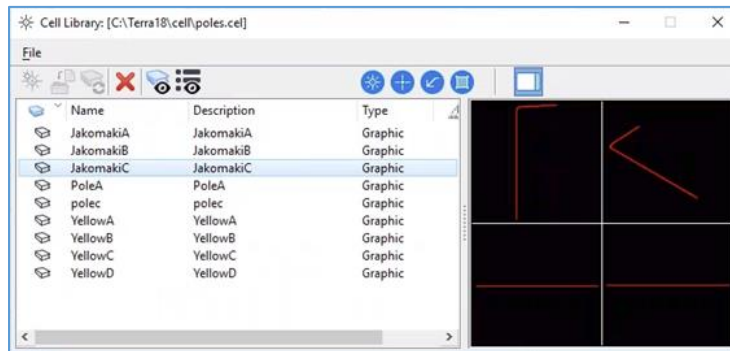 Cell Library: [C:\Terra18\cell\poles.cel]
File
Name Description Type
JakomakiA JakomakiA Graphic
JakomakiB JakomakiB Graphic
JakomakiC JakomakiC Graphic
PoleA PoleA Graphic
polec polec Graphic
YellowA YellowA Graphic
YellowB YellowB Graphic
YellowC YellowC Graphic
YellowD YellowD Graphic